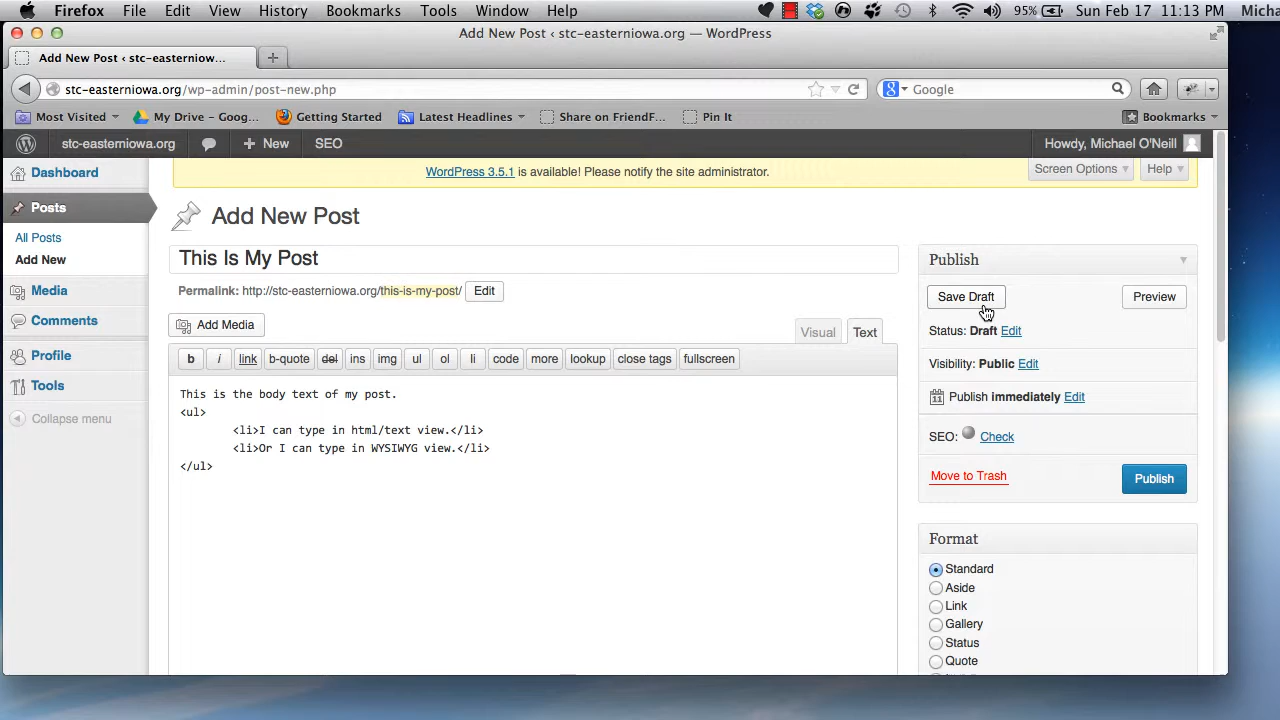 Firefox File Edit View History Bookmarks Tools Window Help 95% Sun Feb 17 11:13 PM Micha
Add New Post ‹ stc-easterniowa.org — WordPress
Add New Post ‹ stc-easterniow...
stc-easterniowa.org/wp-admin/post-new.php Google
Most Visited My Drive – Goog... Getting Started Latest Headlines Share on FriendF... Pin It Bookmarks
stc-easterniowa.org + New SEO Howdy, Michael O'Neill
Dashboard
WordPress 3.5.1 is available! Please notify the site administrator.
Screen Options Help
Posts
All Posts
Add New
Media
Comments
Profile
Tools
Collapse menu
Add New Post
This Is My Post
Permalink: http://stc-easterniowa.org/this-is-my-post/ Edit
Add Media
Visual Text
b i link b-quote del ins img ul ol li code more lookup close tags fullscreen
This is the body text of my post.
<ul>
<li>I can type in html/text view.</li>
<li>Or I can type in WYSIWYG view.</li>
</ul>
Publish
Save Draft Preview
Status: Draft Edit
Visibility: Public Edit
11 Publish immediately Edit
SEO: Check
Move to Trash Publish
Format
Standard
Aside
Link
Gallery
Status
Quote